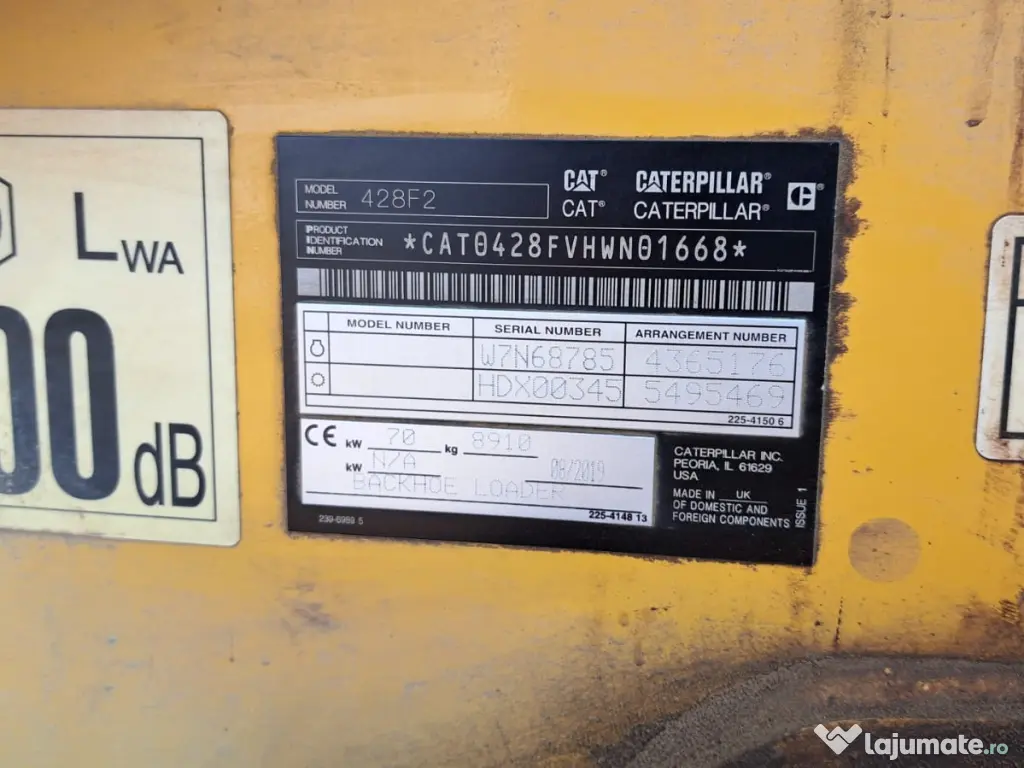 LWA
00
dB
MODEL
NUMBER 428F2
CAT® CATERPILLAR®
CAT® CATERPILLAR®
PRODUCT
IDENTIFICATION
NUMBER
*CAT0428FVHWN01668*
MODEL NUMBER SERIAL NUMBER ARRANGEMENT NUMBER
W7N68785 4365176
HDX00345 5495469
225-4150 6
CE kW 70 kg 8910
kW N/A 08/2019
BACKHOE LOADER
225-4148 13
239-5969 5
CATERPILLAR INC.
PEORIA, IL 61629
USA
MADE IN UK
OF DOMESTIC AND
FOREIGN COMPONENTS
ISSUE 1
lajumate.ro